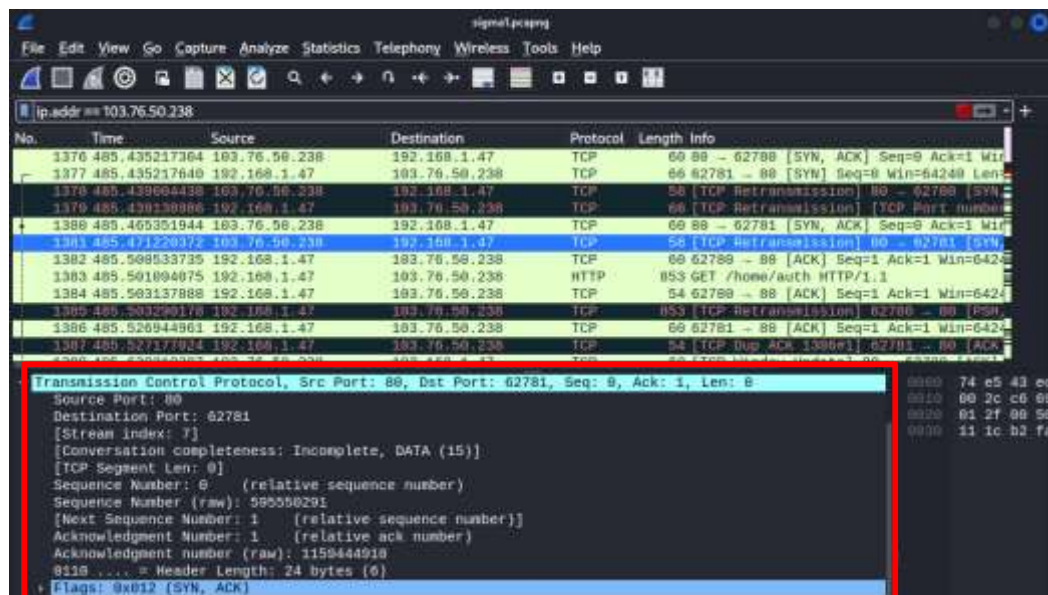 sigma1.pcapng
File Edit View Go Capture Analyze Statistics Telephony Wireless Tools Help
ip.addr == 103.76.50.238
No. Time Source Destination Protocol Length Info
1376 485.435217304 103.76.50.238 192.168.1.47 TCP 60 80 → 62780 [SYN, ACK] Seq=0 Ack=1 Win
1377 485.435217640 192.168.1.47 103.76.50.238 TCP 66 62781 → 80 [SYN] Seq=0 Win=64240 Len=
1378 485.439004438 103.76.50.238 192.168.1.47 TCP 58 [TCP Retransmission] 80 → 62780 [SYN,
1379 192.168.1.47 103.76.50.238 TCP 66 [TCP Retransmission] [TCP Port number
1380 485.465351944 103.76.50.238 192.168.1.47 TCP 60 80 → 62781 [SYN, ACK] Seq=0 Ack=1 Win
1381 485.471220372 103.76.50.238 192.168.1.47 TCP 58 [TCP Retransmission] 80 → 62781 [SYN,
1382 485.500533735 192.168.1.47 103.76.50.238 TCP 60 62780 → 80 [ACK] Seq=1 Ack=1 Win=6424
1383 485.501094075 192.168.1.47 103.76.50.238 HTTP 853 GET /home/auth HTTP/1.1
1384 485.503137888 192.168.1.47 103.76.50.238 TCP 54 62780 → 80 [ACK] Seq=1 Ack=1 Win=6424
1385 485.503290178 192.168.1.47 103.76.50.238 TCP 853 [TCP Retransmission] 62780 → 80 [PSH,
1386 485.526944961 192.168.1.47 103.76.50.238 TCP 60 62781 → 80 [ACK] Seq=1 Ack=1 Win=6424
1387 485.527177024 192.168.1.47 103.76.50.238 TCP 54 [TCP Dup ACK 1386#1] 62781 → 80 [ACK]
Transmission Control Protocol, Src Port: 80, Dst Port: 62781, Seq: 0, Ack: 1, Len: 0
Source Port: 80
Destination Port: 62781
[Stream index: 7]
[Conversation completeness: Incomplete, DATA (15)]
[TCP Segment Len: 0]
Sequence Number: 0 (relative sequence number)
Sequence Number (raw): 595550291
[Next Sequence Number: 1 (relative sequence number)]
Acknowledgment Number: 1 (relative ack number)
Acknowledgment number (raw): 1159444918
0110 .... = Header Length: 24 bytes (6)
Flags: 0x012 (SYN, ACK)
0000 74 e5 43
0010 00 2c c6
0020 01 2f 00
0030 11 1c b2